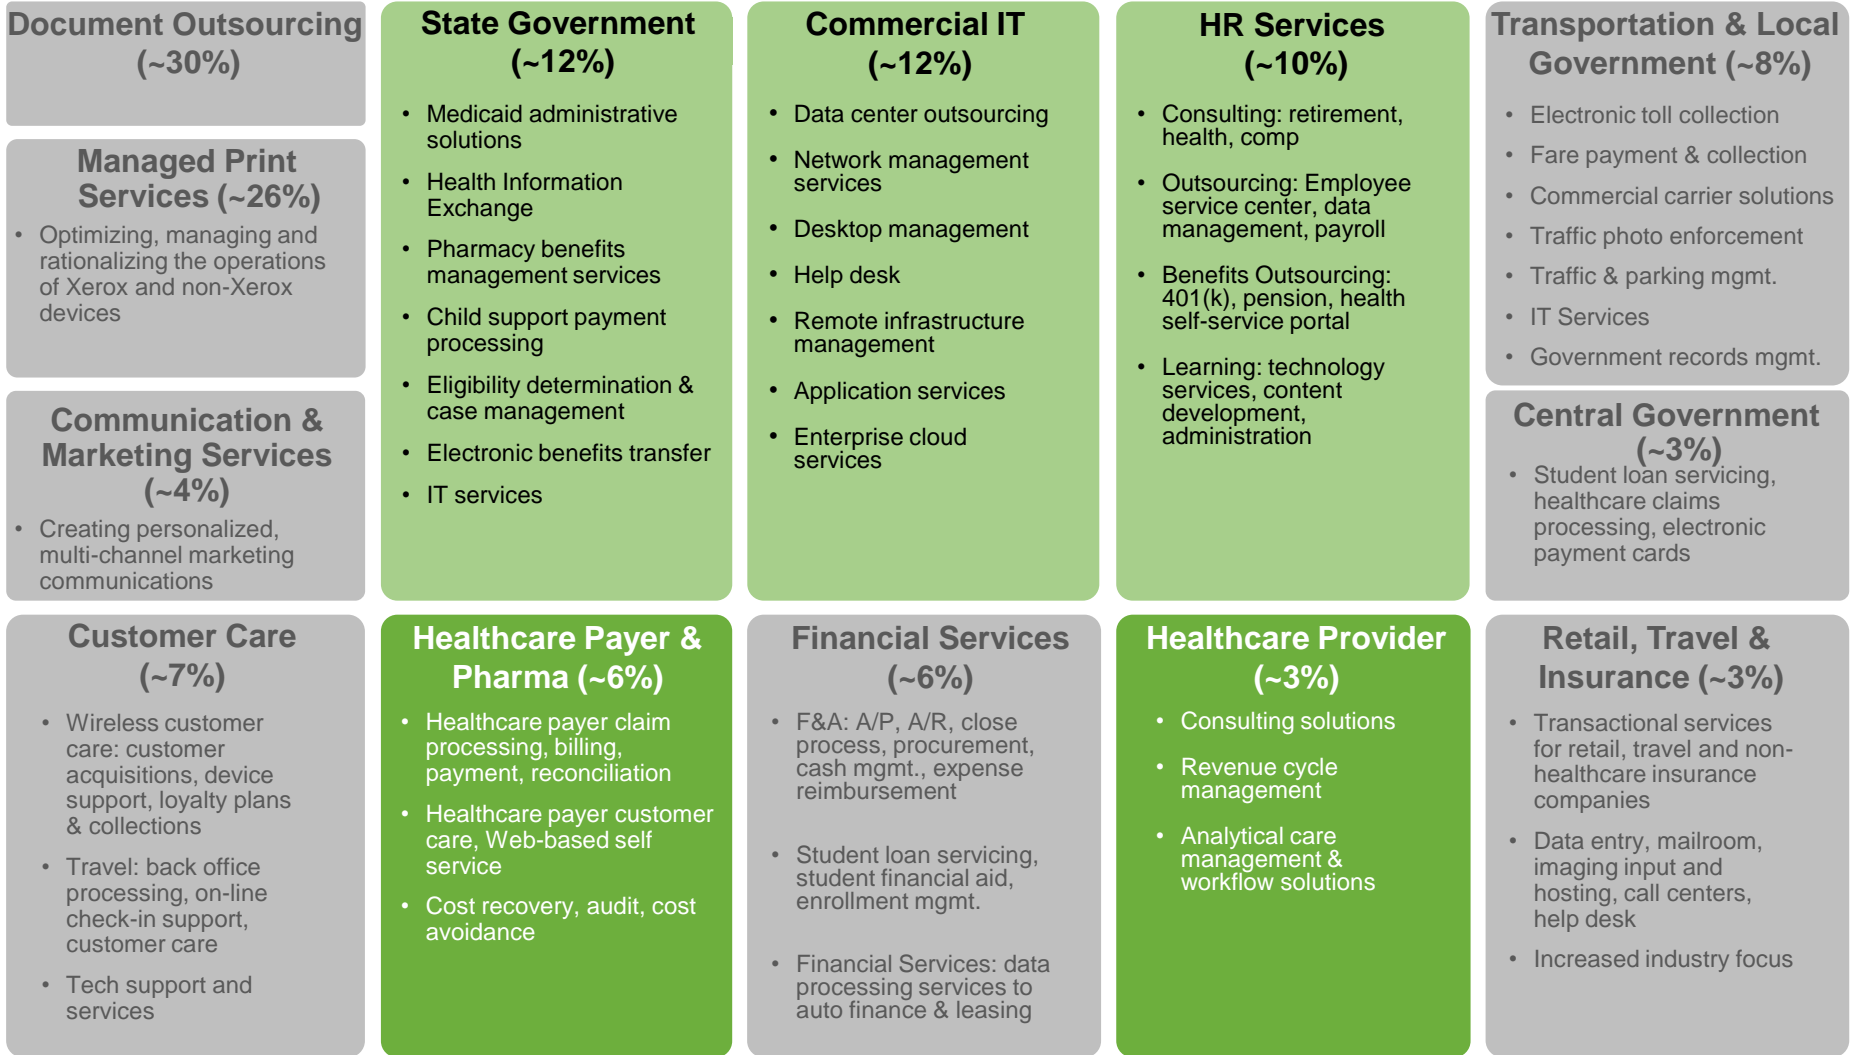 Document Outsourcing
(~30%)
Managed Print
Services (~26%)
• Optimizing, managing and
rationalizing the operations
of Xerox and non-Xerox
devices
Communication &
Marketing Services
(~4%)
• Creating personalized,
multi-channel marketing
communications
State Government
(~12%)
• Medicaid administrative
solutions
• Health Information
Exchange
• Pharmacy benefits
management services
• Child support payment
processing
• Eligibility determination &
case management
• Electronic benefits transfer
• IT services
Commercial IT
(~12%)
• Data center outsourcing
• Network management
services
• Desktop management
• Help desk
• Remote infrastructure
management
• Application services
• Enterprise cloud
services
HR Services
(~10%)
• Consulting: retirement,
health, comp
• Outsourcing: Employee
service center, data
management, payroll
• Benefits Outsourcing:
401(k), pension, health
self-service portal
• Learning: technology
services, content
development,
administration
Transportation & Local
Government (~8%)
• Electronic toll collection
• Fare payment & collection
• Commercial carrier solutions
• Traffic photo enforcement
• Traffic & parking mgmt.
• IT Services
• Government records mgmt.
Central Government
(~3%)
• Student loan servicing,
healthcare claims
processing, electronic
payment cards
Customer Care
(~7%)
• Wireless customer
care: customer
acquisitions, device
support, loyalty plans
& collections
• Travel: back office
processing, on-line
check-in support,
customer care
• Tech support and
services
Healthcare Payer &
Pharma (~6%)
• Healthcare payer claim
processing, billing,
payment, reconciliation
• Healthcare payer customer
care, Web-based self
service
• Cost recovery, audit, cost
avoidance
Financial Services
(~6%)
• F&A: A/P, A/R, close
process, procurement,
cash mgmt., expense
reimbursement
• Student loan servicing,
student financial aid,
enrollment mgmt.
• Financial Services: data
processing services to
auto finance & leasing
Healthcare Provider
(~3%)
• Consulting solutions
• Revenue cycle
management
• Analytical care
management &
workflow solutions
Retail, Travel &
Insurance (~3%)
• Transactional services
for retail, travel and non-
healthcare insurance
companies
• Data entry, mailroom,
imaging input and
hosting, call centers,
help desk
• Increased industry focus